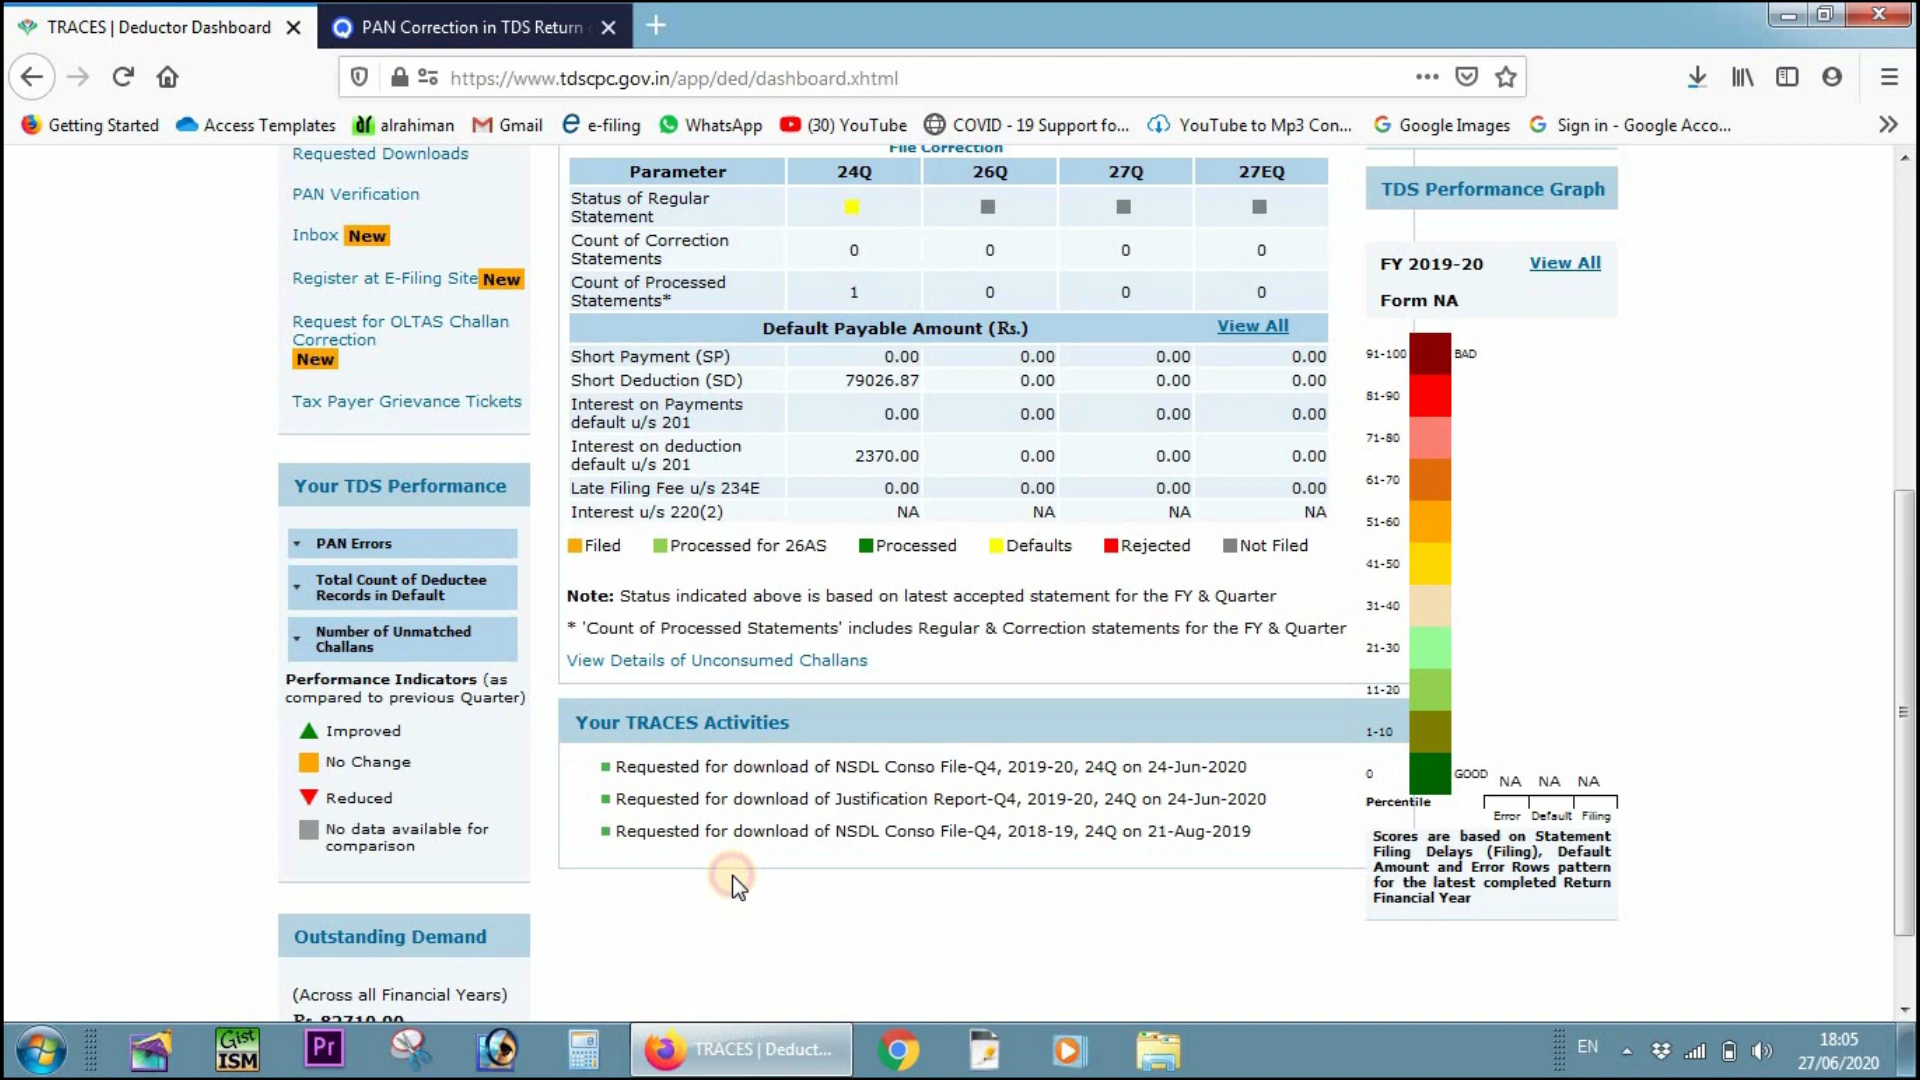 TRACES | Deductor Dashboard
PAN Correction in TDS Return
https://www.tdscpc.gov.in/app/ded/dashboard.xhtml
Getting Started
Access Templates
alrahiman
Gmail
e-filing
WhatsApp
(30) YouTube
COVID - 19 Support fo...
YouTube to Mp3 Con...
Google Images
Sign in - Google Acco...
Requested Downloads
PAN Verification
Inbox New
Register at E-Filing Site New
Request for OLTAS Challan
Correction
New
Tax Payer Grievance Tickets
Your TDS Performance
PAN Errors
Total Count of Deductee
Records in Default
Number of Unmatched
Challans
Performance Indicators (as
compared to previous Quarter)
Improved
No Change
Reduced
No data available for
comparison
Outstanding Demand
(Across all Financial Years)
Rs. 82710.00
File Correction
Parameter 24Q 26Q 27Q 27EQ
Status of Regular
Statement
Count of Correction
Statements
0 0 0 0
Count of Processed
Statements*
1 0 0 0
Default Payable Amount (Rs.) View All
Short Payment (SP) 0.00 0.00 0.00 0.00
Short Deduction (SD) 79026.87 0.00 0.00 0.00
Interest on Payments
default u/s 201
0.00 0.00 0.00 0.00
Interest on deduction
default u/s 201
2370.00 0.00 0.00 0.00
Late Filing Fee u/s 234E 0.00 0.00 0.00 0.00
Interest u/s 220(2) NA NA NA NA
Filed Processed for 26AS Processed Defaults Rejected Not Filed
Note: Status indicated above is based on latest accepted statement for the FY & Quarter
* 'Count of Processed Statements' includes Regular & Correction statements for the FY & Quarter
View Details of Unconsumed Challans
Your TRACES Activities
Requested for download of NSDL Conso File-Q4, 2019-20, 24Q on 24-Jun-2020
Requested for download of Justification Report-Q4, 2019-20, 24Q on 24-Jun-2020
Requested for download of NSDL Conso File-Q4, 2018-19, 24Q on 21-Aug-2019
TDS Performance Graph
FY 2019-20 View All
Form NA
91-100 BAD
81-90
71-80
61-70
51-60
41-50
31-40
21-30
11-20
1-10
0 GOOD NA NA NA
Percentile
Error Default Filing
Scores are based on Statement
Filing Delays (Filing), Default
Amount and Error Rows pattern
for the latest completed Return
Financial Year
Gist
ISM
Pr
TRACES | Deduct...
EN
18:05
27/06/2020